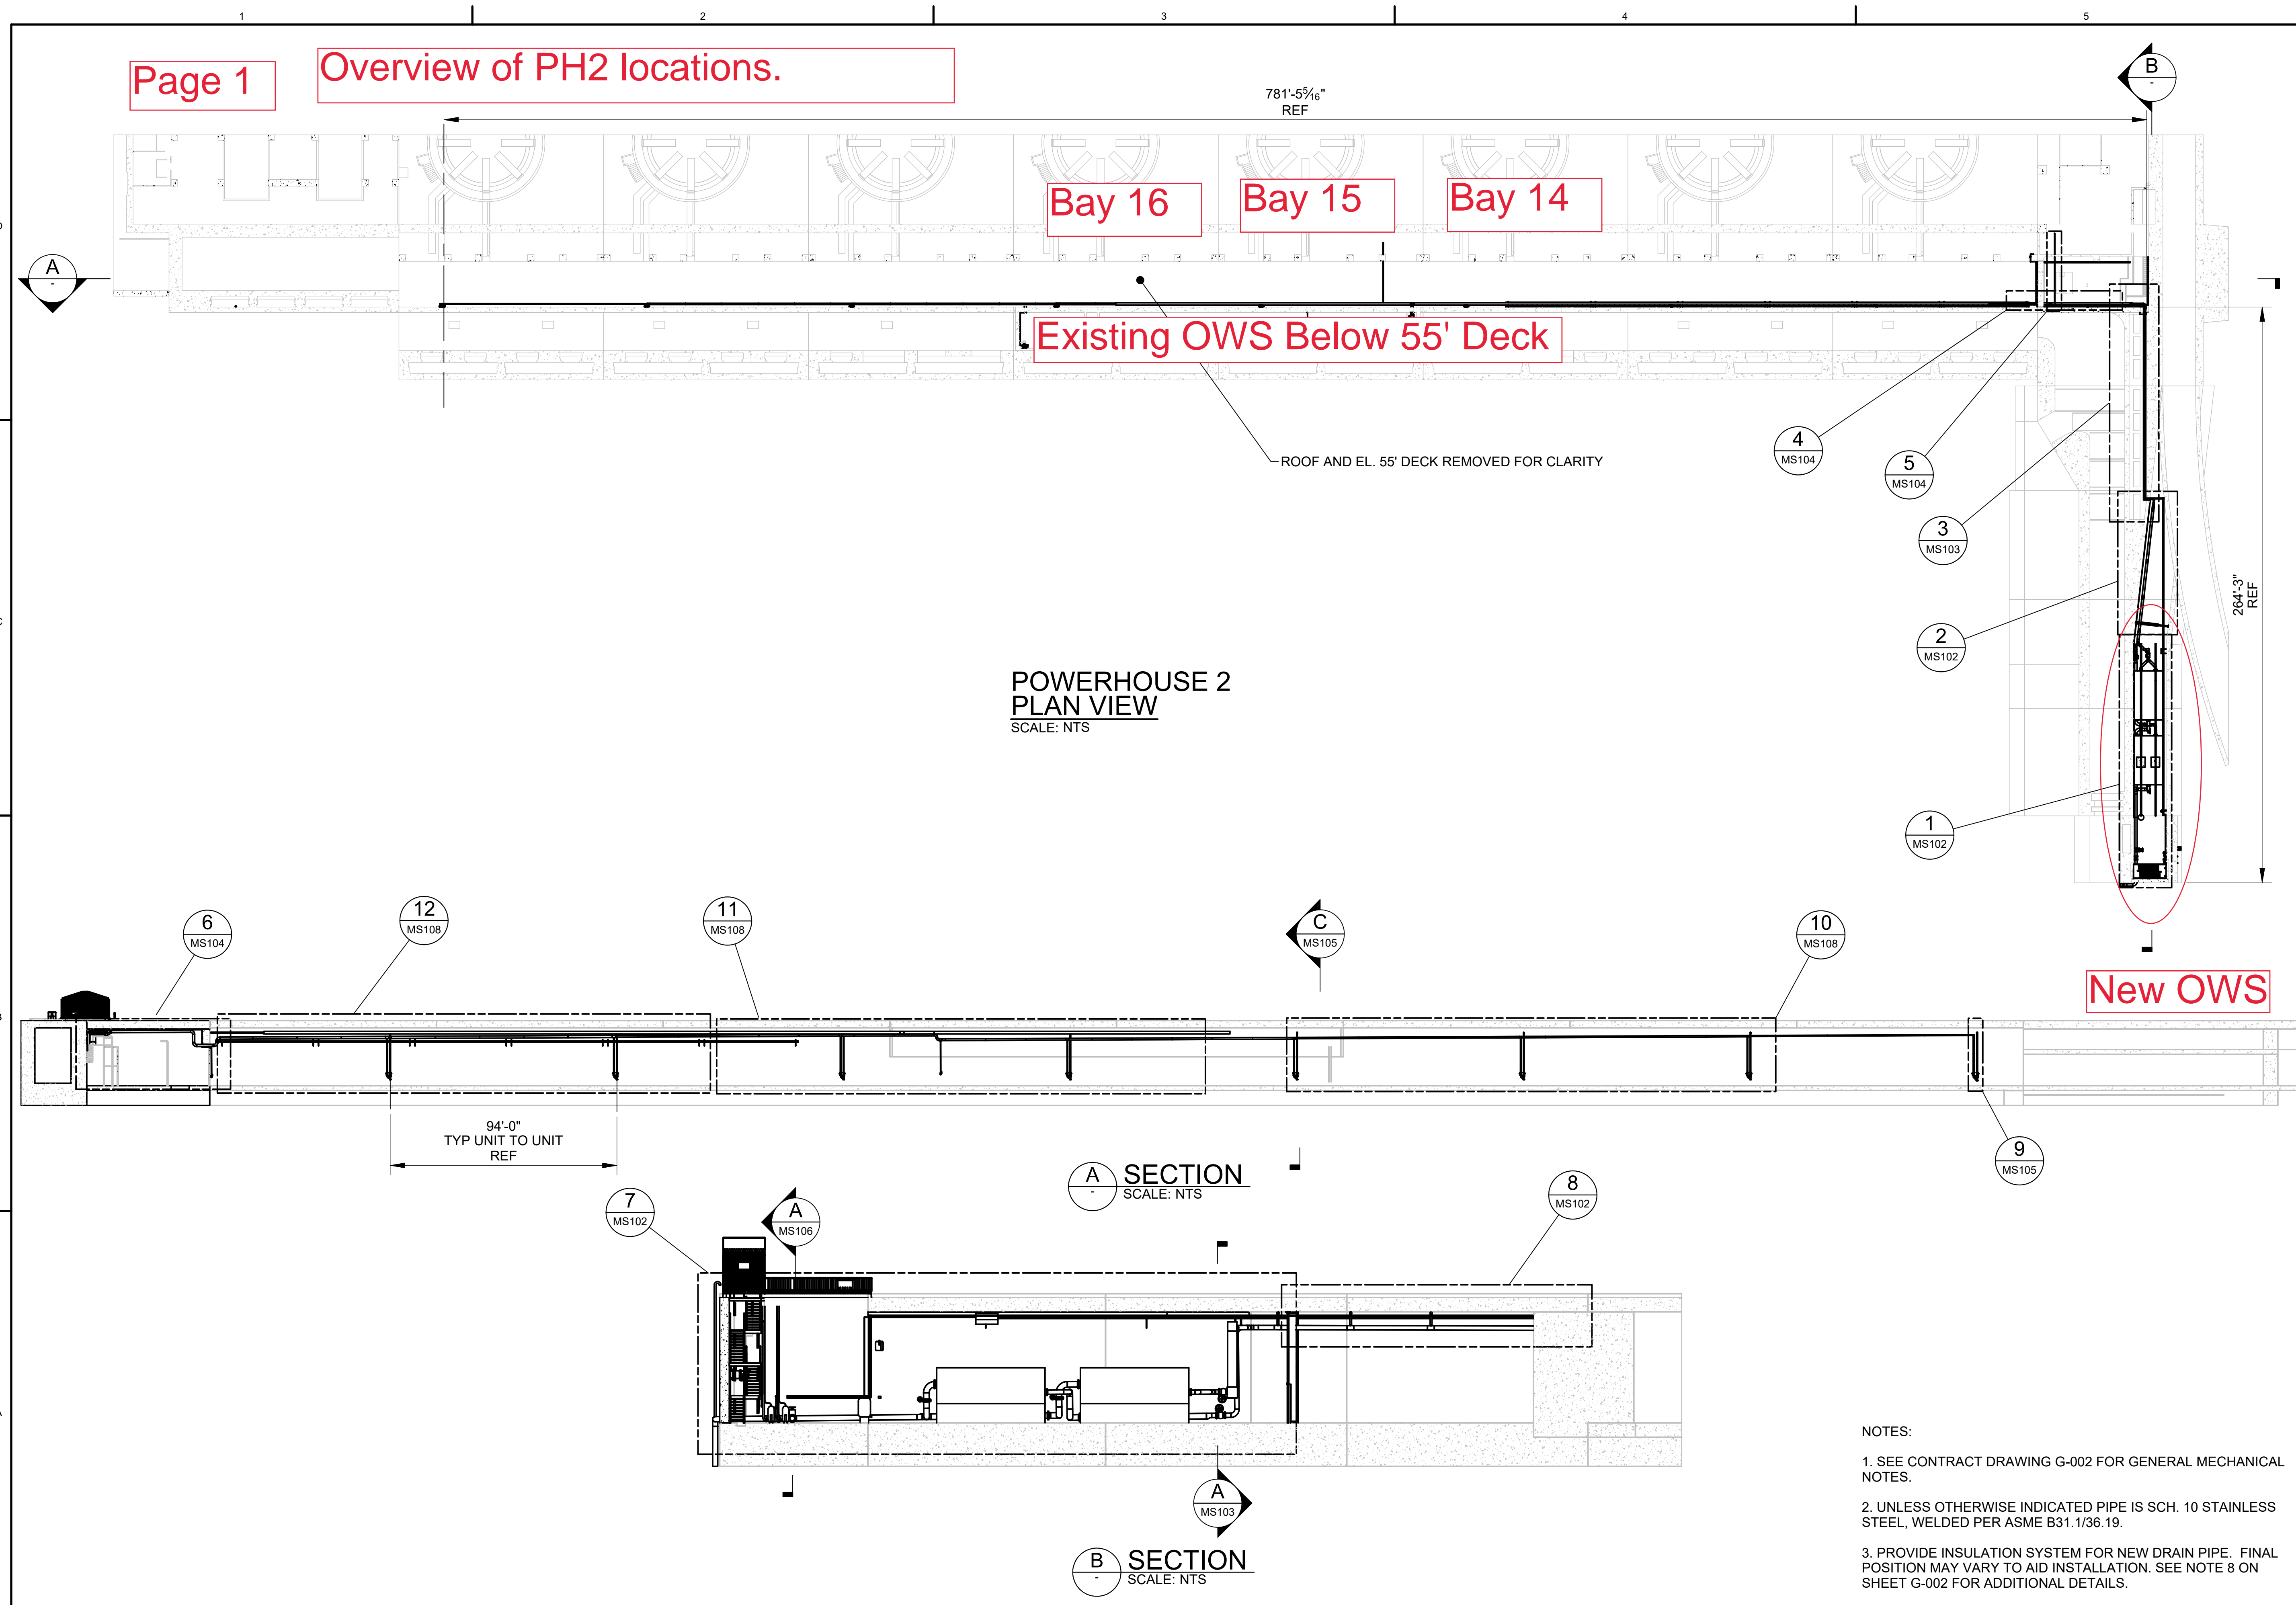 1 2 3 4 5
Page 1
Overview of PH2 locations.
B
-
781'-5 5/16"
REF
Bay 16
Bay 15
Bay 14
A
-
Existing OWS Below 55' Deck
ROOF AND EL. 55' DECK REMOVED FOR CLARITY
4
MS104
5
MS104
3
MS103
264'-3"
REF
2
MS102
POWERHOUSE 2
PLAN VIEW
SCALE: NTS
1
MS102
6
MS104
12
MS108
11
MS108
C
MS105
10
MS108
New OWS
94'-0"
TYP UNIT TO UNIT
REF
9
MS105
A
-
SECTION
SCALE: NTS
7
MS102
A
MS106
8
MS102
A
MS103
B
-
SECTION
SCALE: NTS
NOTES:
1. SEE CONTRACT DRAWING G-002 FOR GENERAL MECHANICAL
NOTES.
2. UNLESS OTHERWISE INDICATED PIPE IS SCH. 10 STAINLESS
STEEL, WELDED PER ASME B31.1/36.19.
3. PROVIDE INSULATION SYSTEM FOR NEW DRAIN PIPE. FINAL
POSITION MAY VARY TO AID INSTALLATION. SEE NOTE 8 ON
SHEET G-002 FOR ADDITIONAL DETAILS.